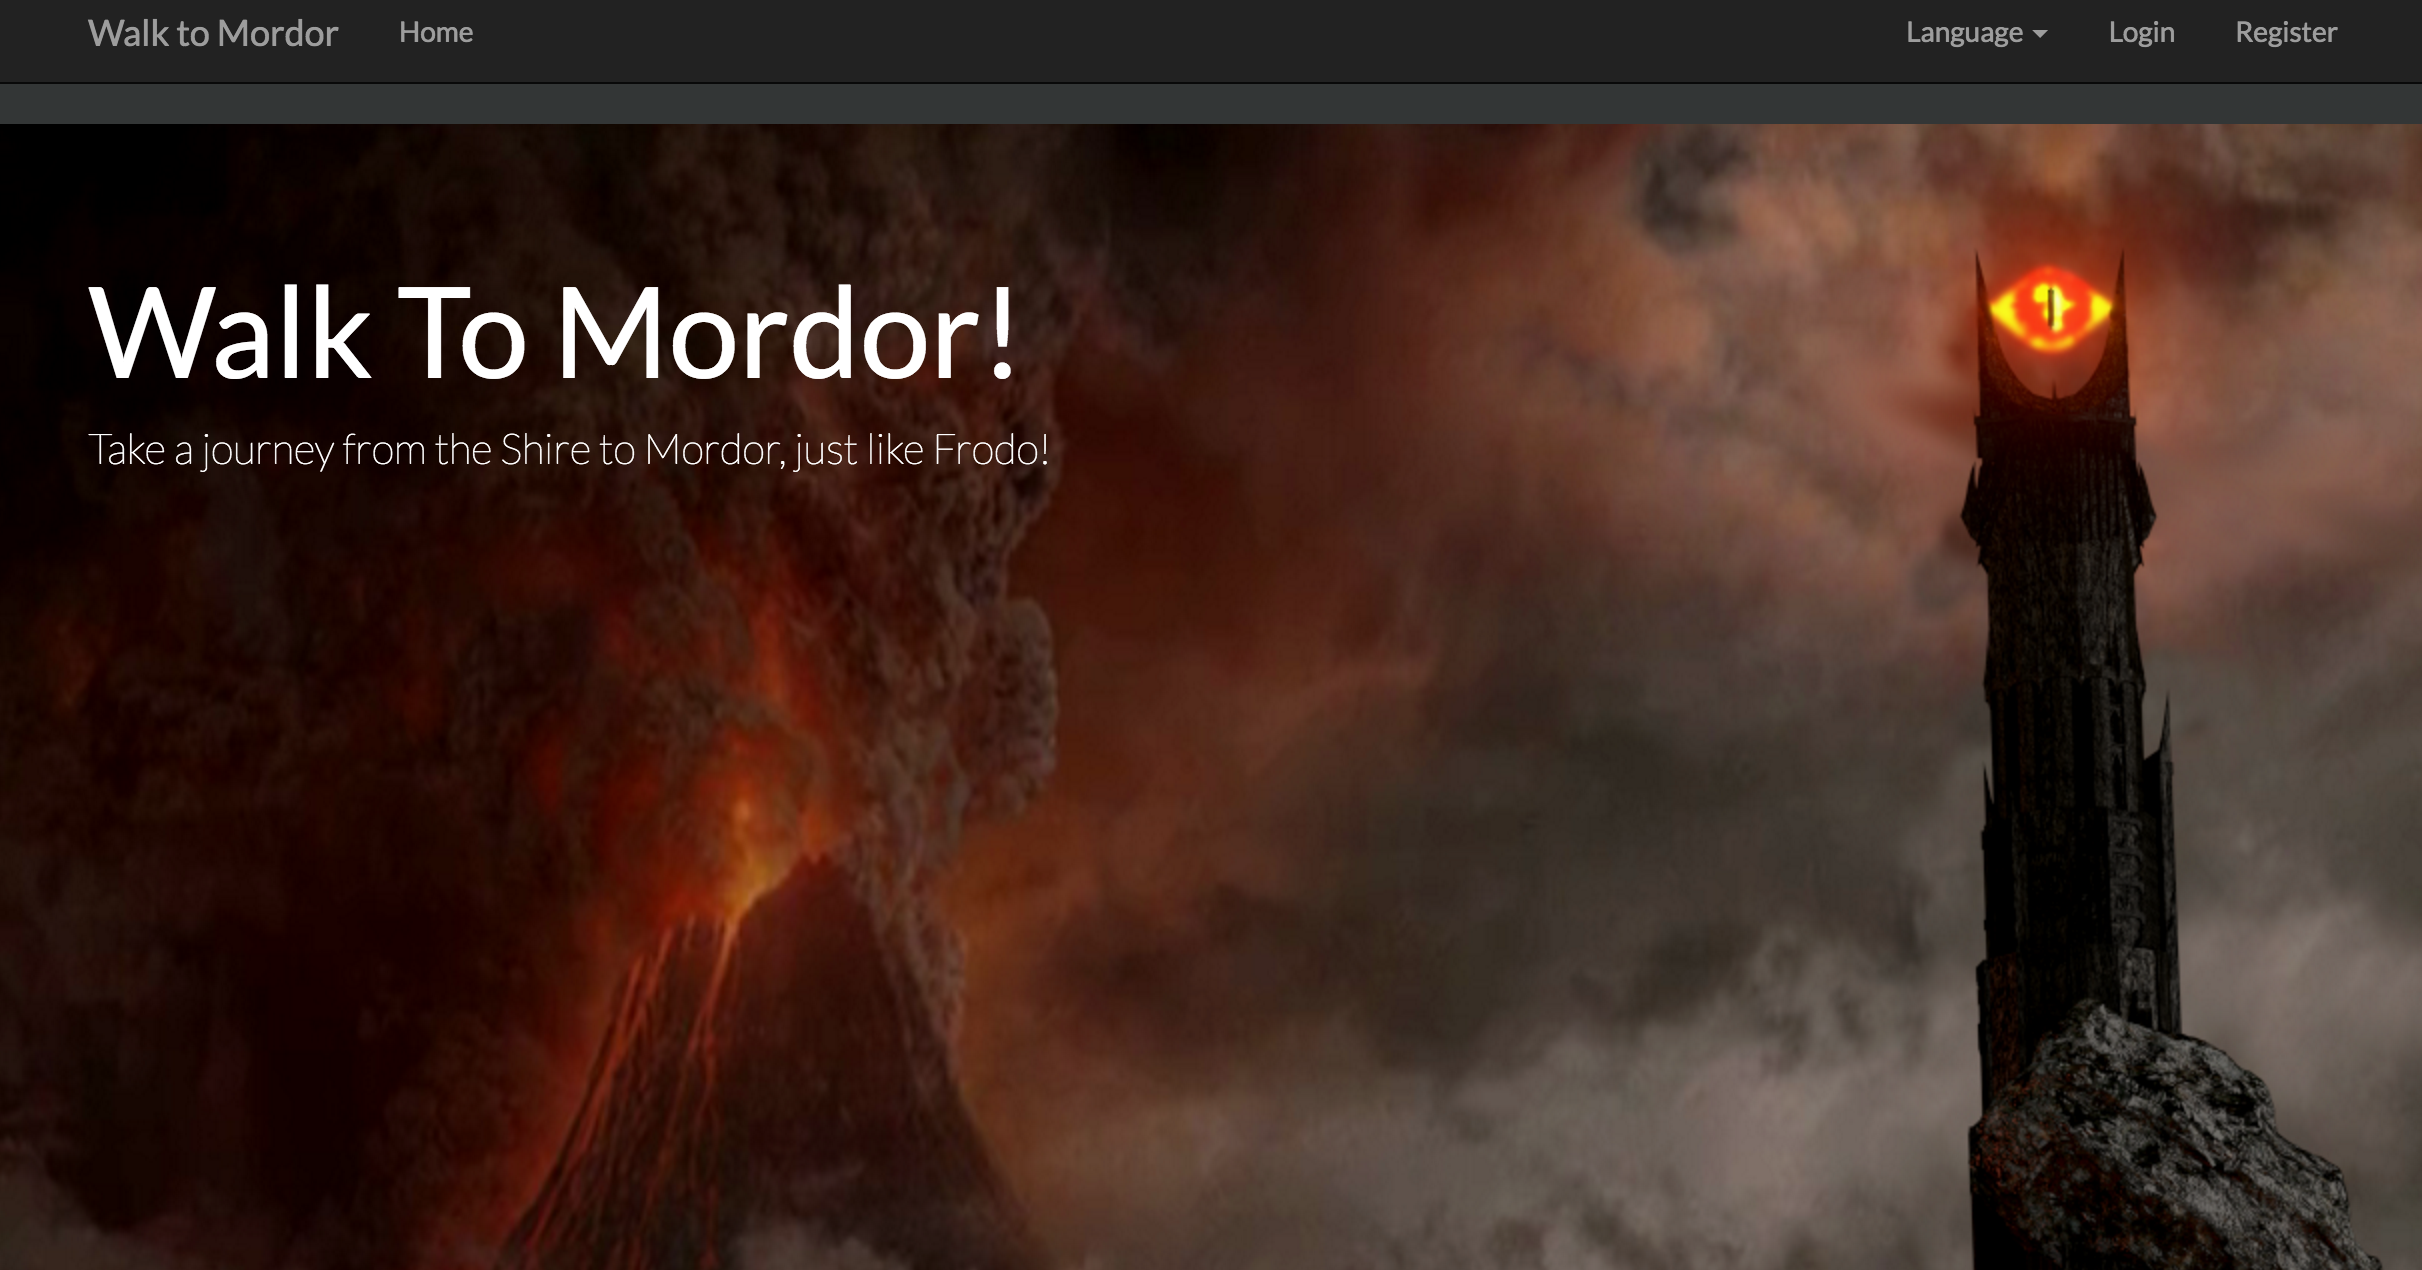 Walk to Mordor Home Language Login Register
Walk To Mordor!
Take a journey from the Shire to Mordor, just like Frodo!